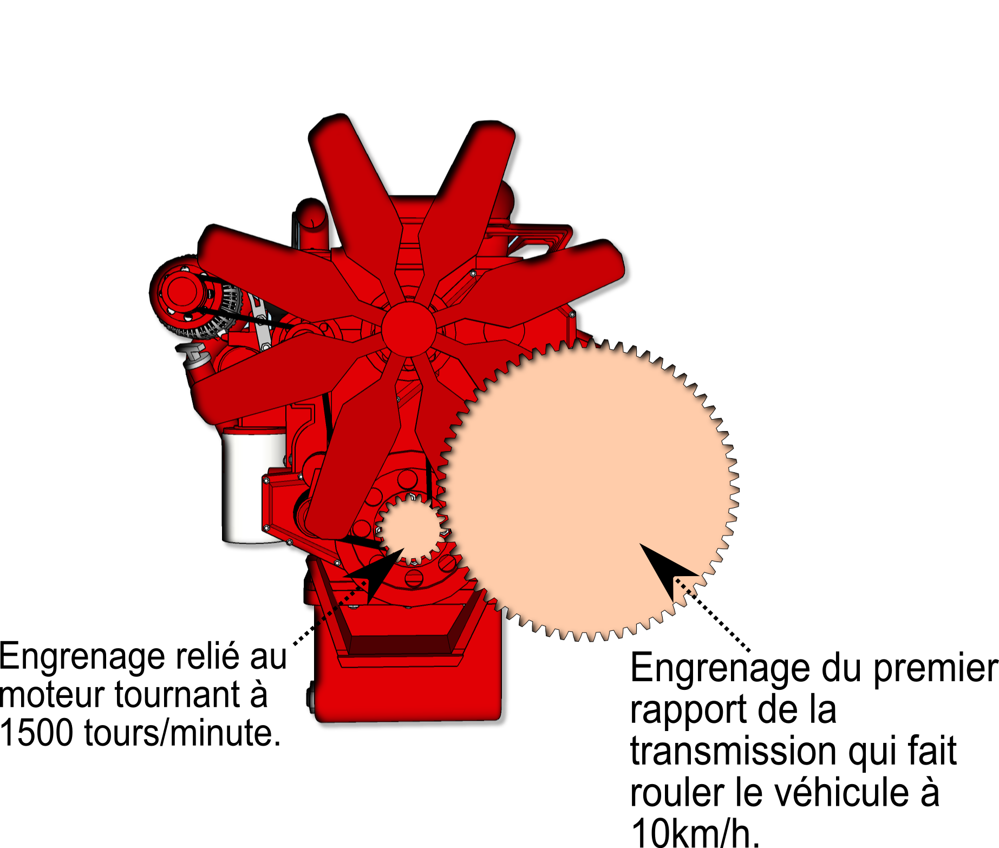 Engrenage relié au
moteur tournant à
1500 tours/minute.
Engrenage du premier
rapport de la
transmission qui fait
rouler le véhicule à
10km/h.